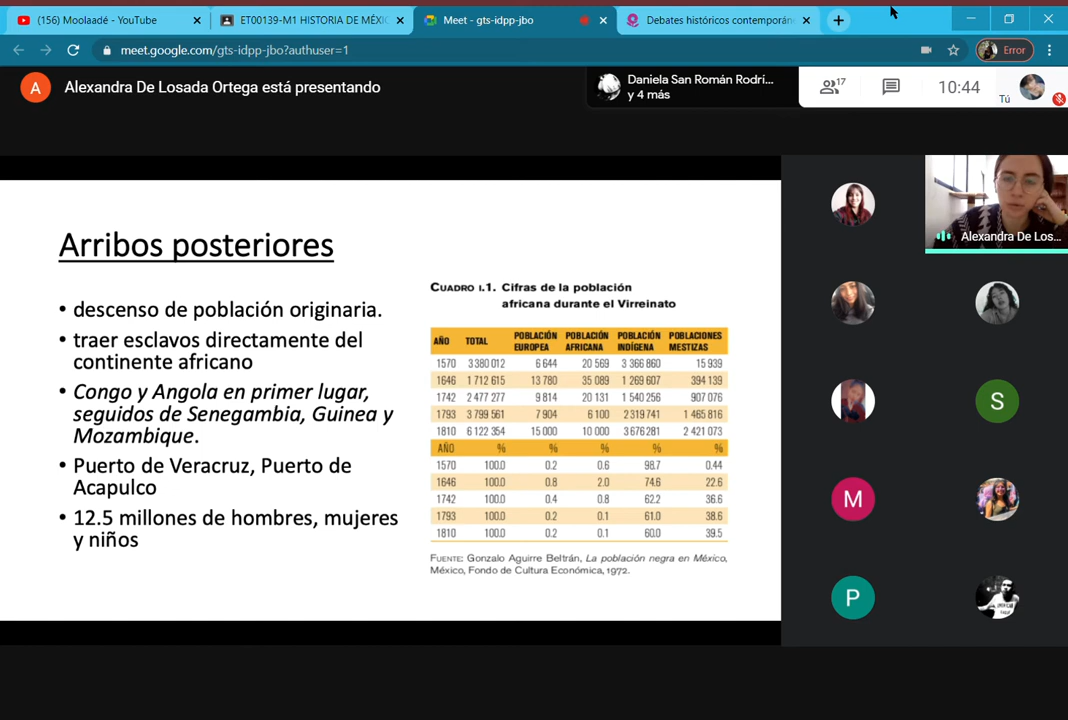 (156) Moolaadé - YouTube
ET00139-M1 HISTORIA DE MÉXIC
Meet - gts-idpp-jbo
Debates históricos contemporán
meet.google.com/gts-idpp-jbo?authuser=1
Error
A
Alexandra De Losada Ortega está presentando
Daniela San Román Rodrí...
y 4 más
17
10:44
Tú
Alexandra De Los...
Arribos posteriores
• descenso de población originaria.
• traer esclavos directamente del
continente africano
• Congo y Angola en primer lugar,
seguidos de Senegambia, Guinea y
Mozambique.
• Puerto de Veracruz, Puerto de
Acapulco
• 12.5 millones de hombres, mujeres
y niños
CUADRO I.1. Cifras de la población
africana durante el Virreinato
AÑO TOTAL POBLACIÓN EUROPEA POBLACIÓN AFRICANA POBLACIÓN INDÍGENA POBLACIONES MESTIZAS
1570 3 380 012 6 644 20 569 3 366 860 15 939
1646 1 712 615 13 780 35 089 1 269 607 394 139
1742 2 477 277 9 814 20 131 1 540 256 907 076
1793 3 799 561 7 904 6 100 2 319 741 1 465 816
1810 6 122 354 15 000 10 000 3 676 281 2 421 073
AÑO % % % % %
1570 100.0 0.2 0.6 98.7 0.44
1646 100.0 0.8 2.0 74.6 22.6
1742 100.0 0.4 0.8 62.2 36.6
1793 100.0 0.2 0.1 61.0 38.6
1810 100.0 0.2 0.1 60.0 39.5
FUENTE: Gonzalo Aguirre Beltrán, La población negra en México,
México, Fondo de Cultura Económica, 1972.
S
M
P